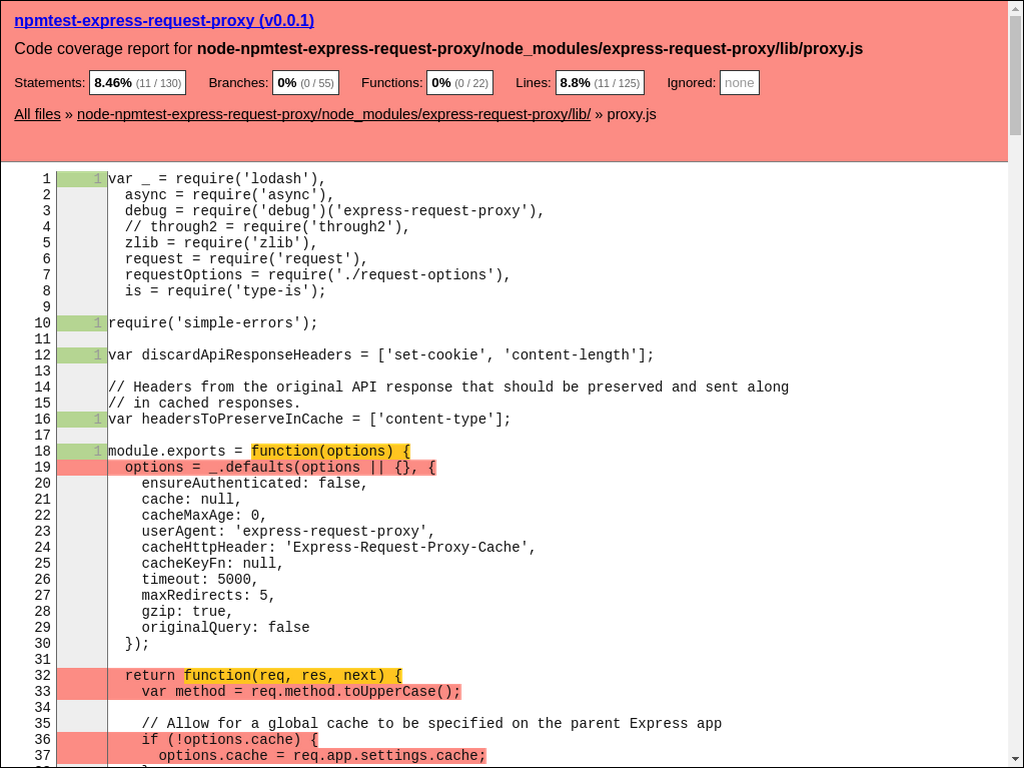 npmtest-express-request-proxy (v0.0.1)
Code coverage report for node-npmtest-express-request-proxy/node_modules/express-request-proxy/lib/proxy.js
Statements: 8.46% (11 / 130) Branches: 0% (0 / 55) Functions: 0% (0 / 22) Lines: 8.8% (11 / 125) Ignored: none
All files » node-npmtest-express-request-proxy/node_modules/express-request-proxy/lib/ » proxy.js
1 1 var _ = require('lodash'),
2   async = require('async'),
3   debug = require('debug')('express-request-proxy'),
4   // through2 = require('through2'),
5   zlib = require('zlib'),
6   request = require('request'),
7   requestOptions = require('./request-options'),
8   is = require('type-is');
9
10 1 require('simple-errors');
11
12 1 var discardApiResponseHeaders = ['set-cookie', 'content-length'];
13
14 // Headers from the original API response that should be preserved and sent along
15 // in cached responses.
16 1 var headersToPreserveInCache = ['content-type'];
17
18 1 module.exports = function(options) {
19   options = _.defaults(options || {}, {
20     ensureAuthenticated: false,
21     cache: null,
22     cacheMaxAge: 0,
23     userAgent: 'express-request-proxy',
24     cacheHttpHeader: 'Express-Request-Proxy-Cache',
25     cacheKeyFn: null,
26     timeout: 5000,
27     maxRedirects: 5,
28     gzip: true,
29     originalQuery: false
30   });
31
32   return function(req, res, next) {
33     var method = req.method.toUpperCase();
34
35     // Allow for a global cache to be specified on the parent Express app
36     if (!options.cache) {
37       options.cache = req.app.settings.cache;